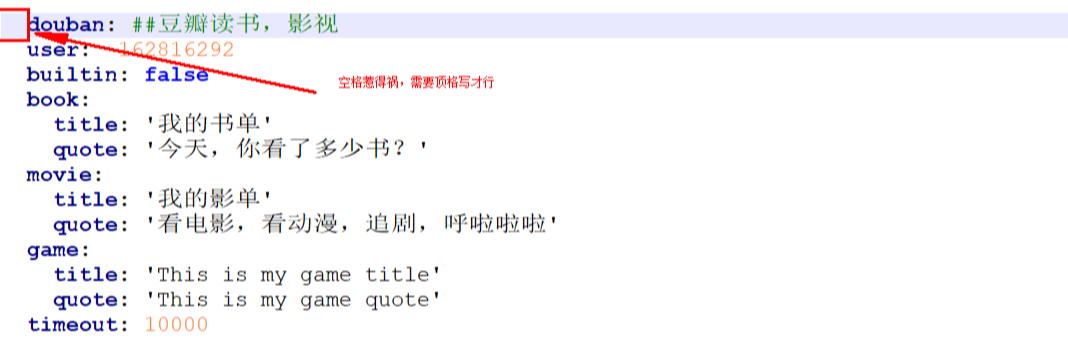 douban: ##豆瓣读书，影视
user: 162816292
builtin: false
空格惹得祸，需要顶格写才行
book:
title: '我的书单'
quote: '今天，你看了多少书？'
movie:
title: '我的影单'
quote: '看电影，看动漫，追剧，呼啦啦啦'
game:
title: 'This is my game title'
quote: 'This is my game quote'
timeout: 10000